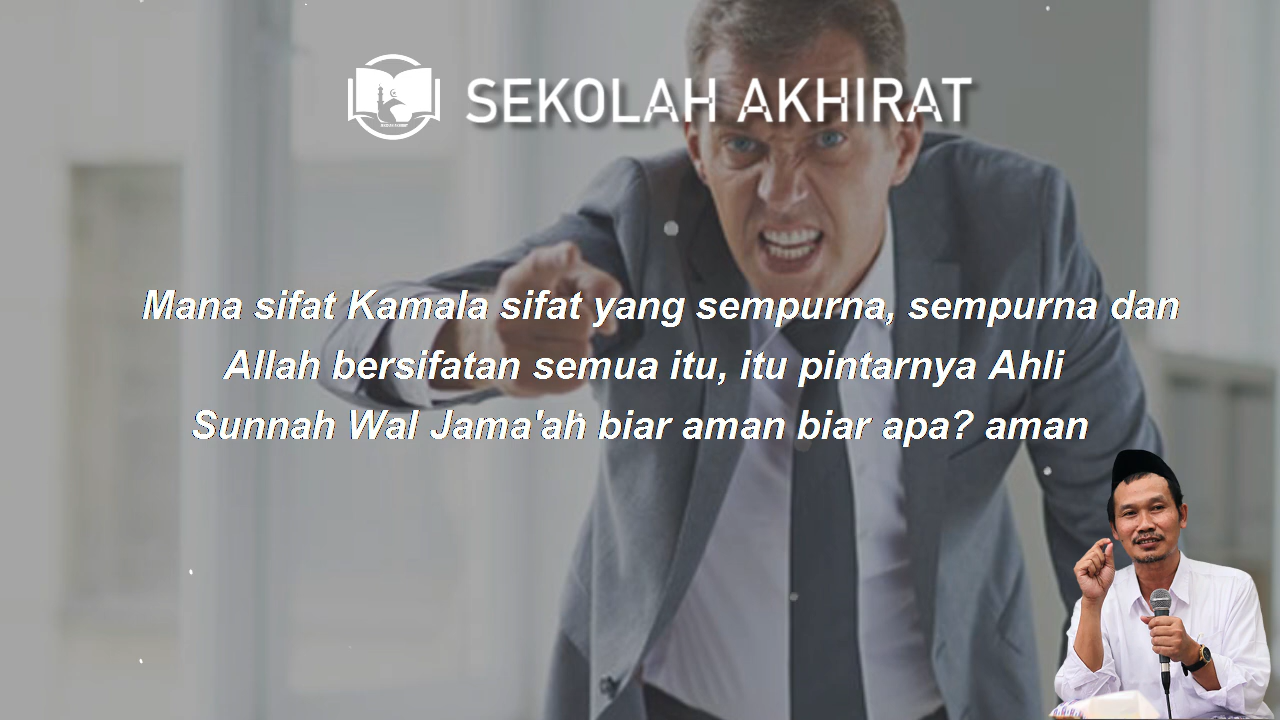 SEKOLAH AKHIRAT
Mana sifat Kamala sifat yang sempurna, sempurna dan
Allah bersifatan semua itu, itu pintarnya Ahli
Sunnah Wal Jama'ah biar aman biar apa? aman